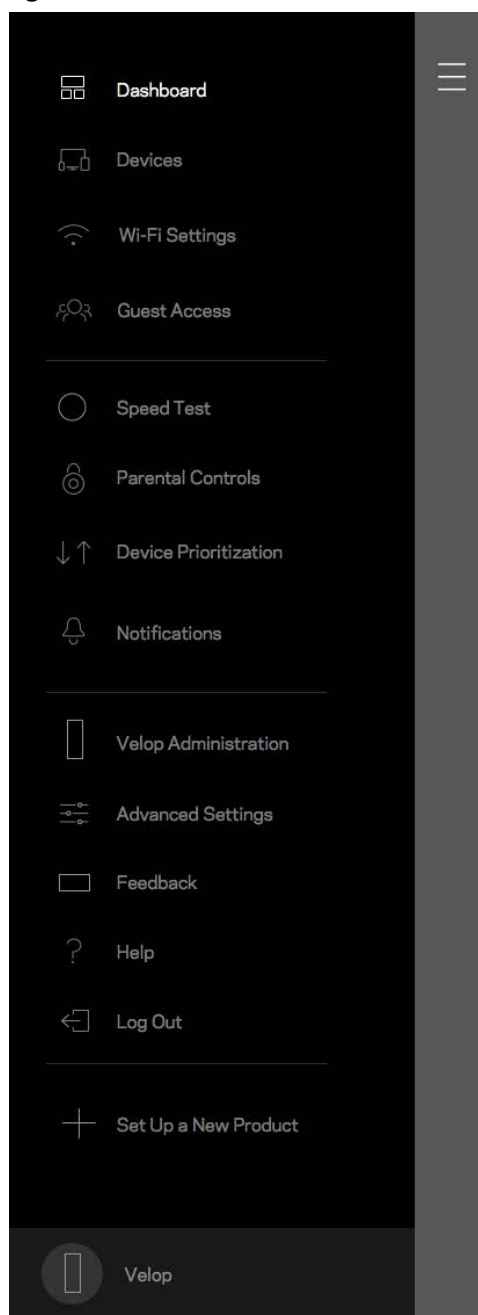 Dashboard
Devices
Wi-Fi Settings
Guest Access
Speed Test
Parental Controls
Device Prioritization
Notifications
Velop Administration
Advanced Settings
Feedback
Help
Log Out
Set Up a New Product
Velop